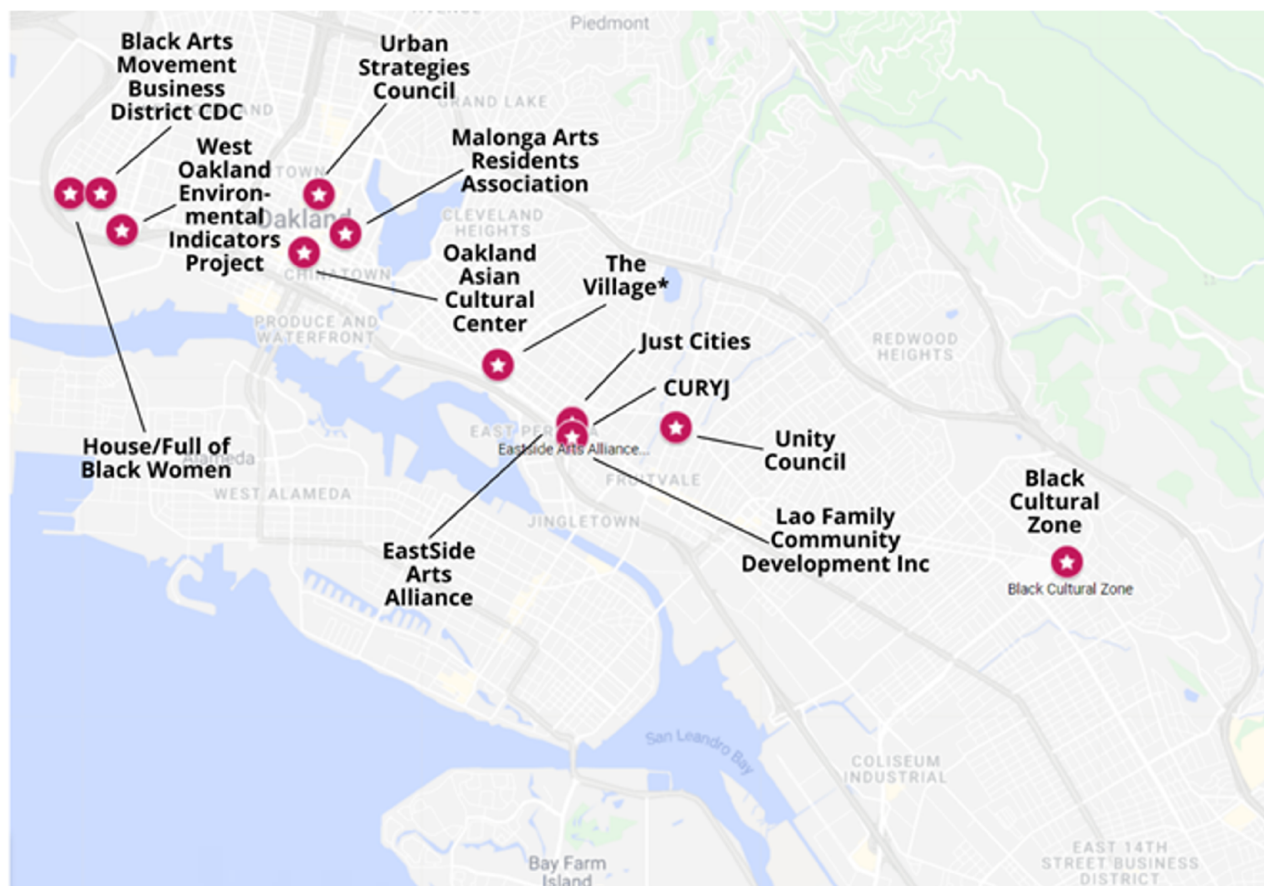 Piedmont
Black Arts
Movement
Business
District CDC
Urban
Strategies
Council
GRAND LAKE
West
Oakland
Environ-
mental
Indicators
Project
Malonga Arts
Residents
Association
Oakland
CLEVELAND
HEIGHTS
CHINATOWN
Oakland
Asian
Cultural
Center
The
Village*
PRODUCE AND
WATERFRONT
Just Cities
REDWOOD
HEIGHTS
CURYJ
EAST
Eastside Arts Alliance...
Unity
Council
House/Full of
Black Women
Alameda
WEST ALAMEDA
FRUITVALE
JINGLETOWN
Black
Cultural
Zone
Black Cultural Zone
Lao Family
Community
Development Inc
EastSide
Arts
Alliance
San Leandro Bay
COLISEUM
INDUSTRIAL
EAST 14TH
STREET BUSINESS
DISTRICT
Bay Farm
Island